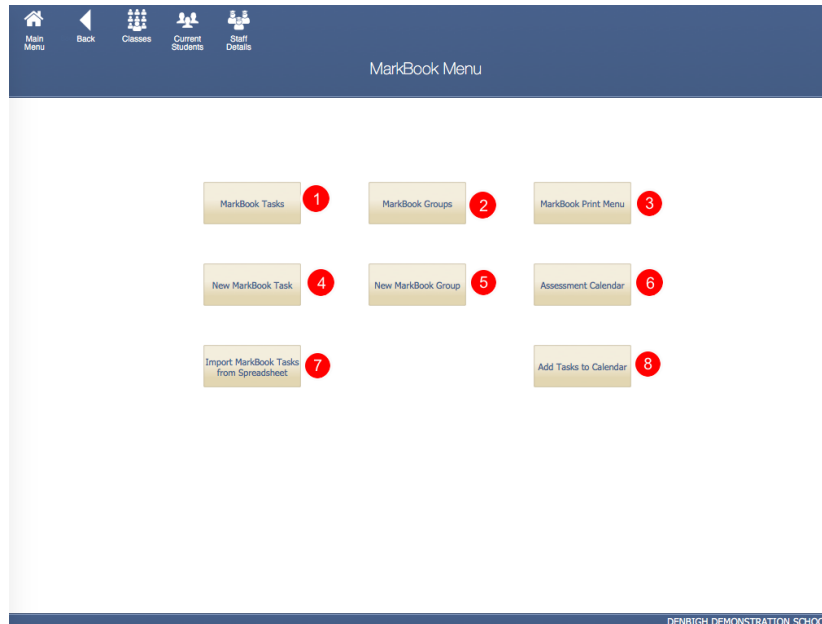 Main
Menu
Back
Classes
Current
Students
Staff
Details
MarkBook Menu
MarkBook Tasks
1
MarkBook Groups
2
MarkBook Print Menu
3
New MarkBook Task
4
New MarkBook Group
5
Assessment Calendar
6
Import MarkBook Tasks
from Spreadsheet
7
Add Tasks to Calendar
8
DENBIGH DEMONSTRATION SCHOO